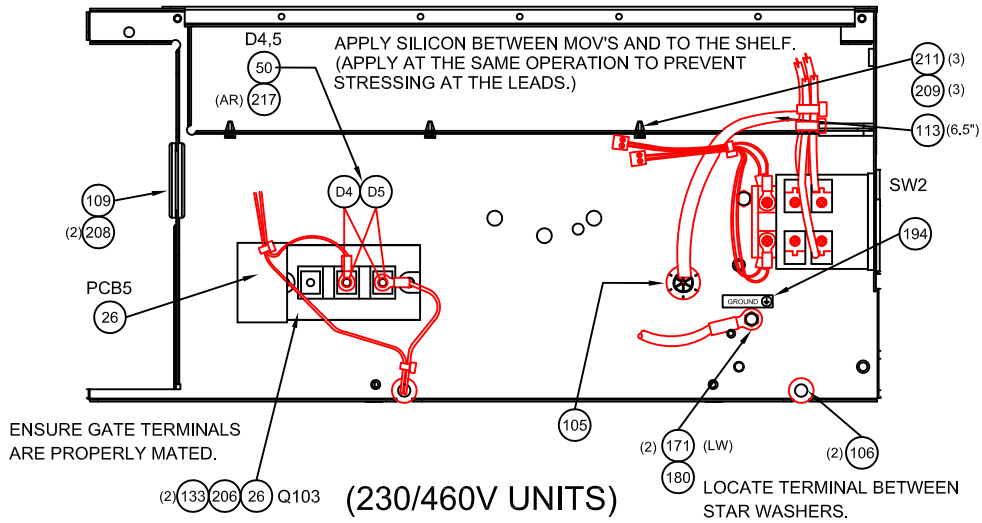 D4,5
50
(AR) 217
APPLY SILICON BETWEEN MOV'S AND TO THE SHELF.
(APPLY AT THE SAME OPERATION TO PREVENT
STRESSING AT THE LEADS.)
211 (3)
209 (3)
113 (6.5")
109
(2) 208
D4 D5
SW2
194
PCB5
26
GROUND
105
(2) 171 (LW)
180
(2) 106
ENSURE GATE TERMINALS
ARE PROPERLY MATED.
(2) 133 206 26 Q103
(230/460V UNITS)
LOCATE TERMINAL BETWEEN
STAR WASHERS.